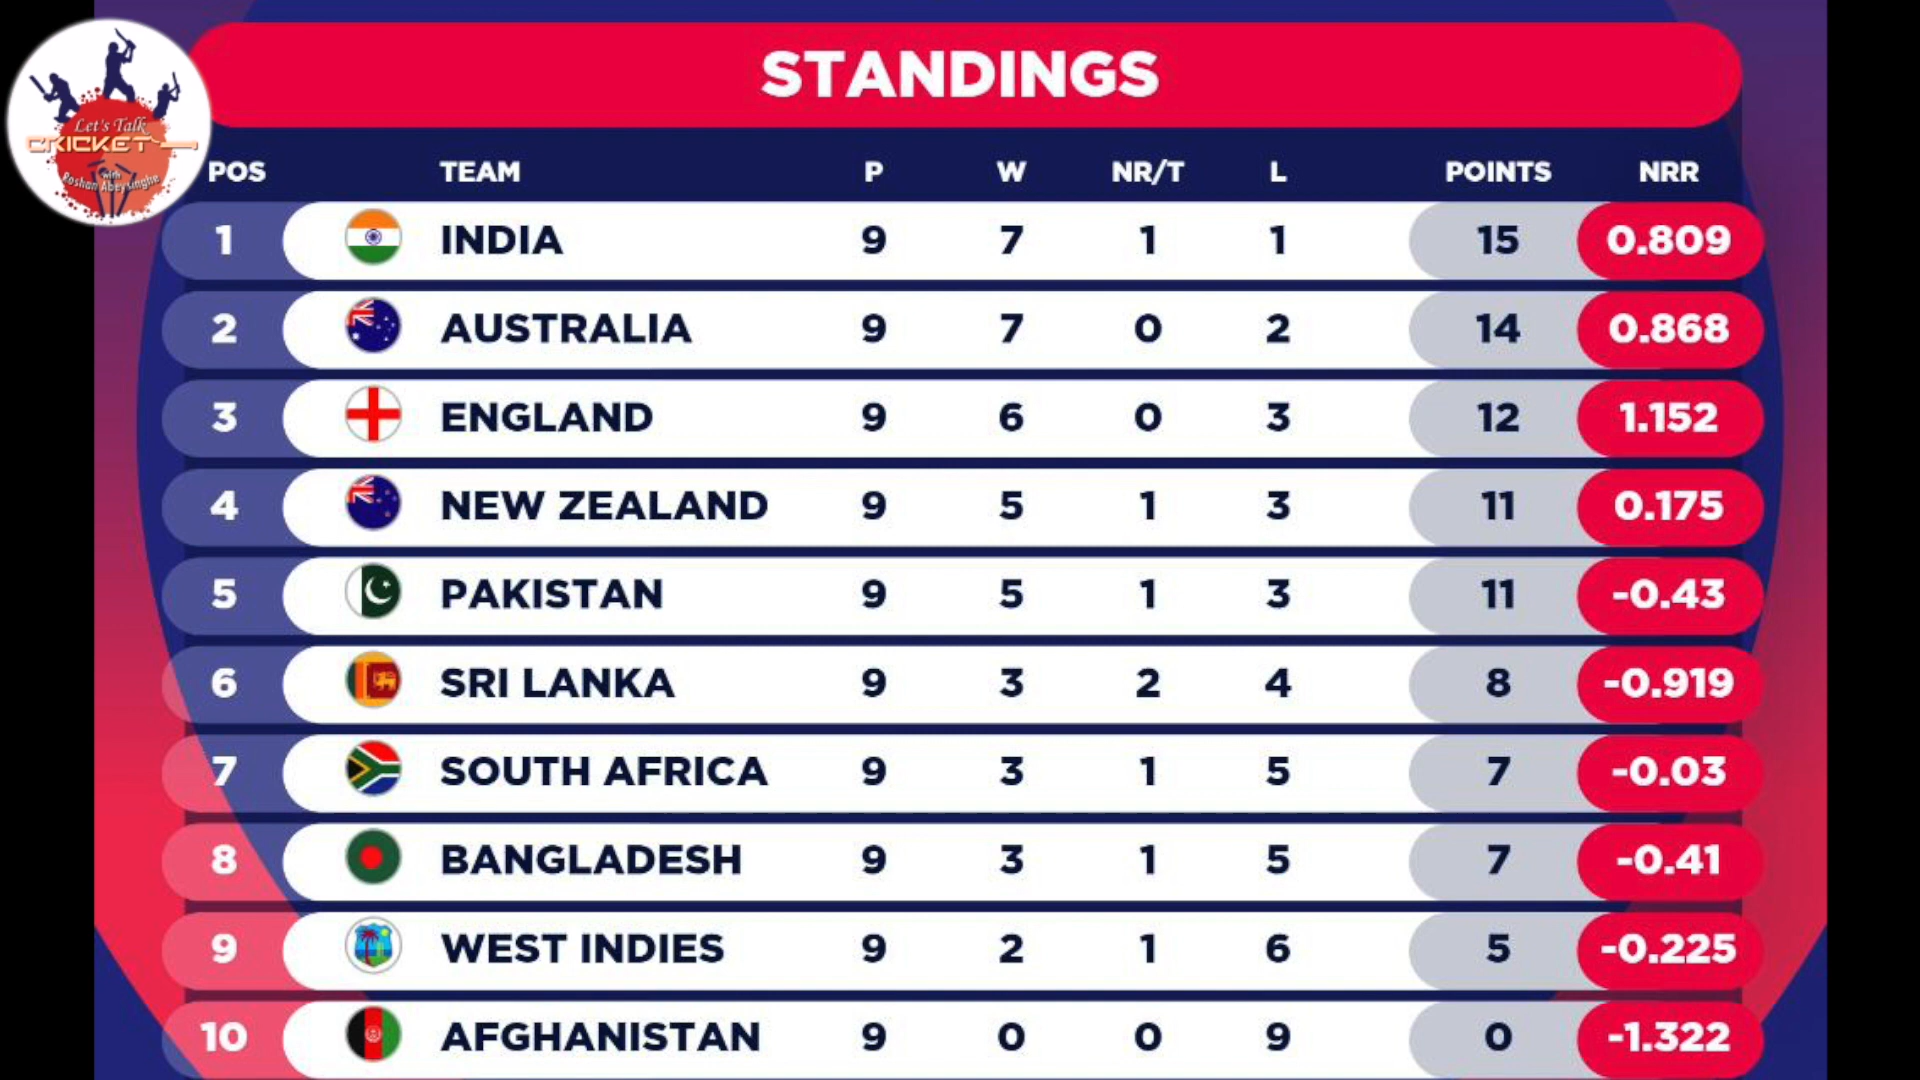 STANDINGS
Let's Talk
CRICKET
with
Roshan Abeysinghe
POS TEAM P W NR/T L POINTS NRR
1 INDIA 9 7 1 1 15 0.809
2 AUSTRALIA 9 7 0 2 14 0.868
3 ENGLAND 9 6 0 3 12 1.152
4 NEW ZEALAND 9 5 1 3 11 0.175
5 PAKISTAN 9 5 1 3 11 -0.43
6 SRI LANKA 9 3 2 4 8 -0.919
7 SOUTH AFRICA 9 3 1 5 7 -0.03
8 BANGLADESH 9 3 1 5 7 -0.41
9 WEST INDIES 9 2 1 6 5 -0.225
10 AFGHANISTAN 9 0 0 9 0 -1.322